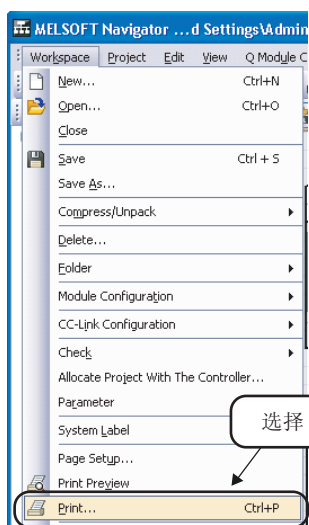 MELSOFT Navigator ...d Settings\Admin
Workspace Project Edit View Q Module C
New... Ctrl+N
Open... Ctrl+O
Close
Save Ctrl + S
Save As...
Compress/Unpack
Delete...
Folder
Module Configuration
CC-Link Configuration
Check
Allocate Project With The Controller...
Parameter
System Label
选择
Page Setup...
Print Preview
Print... Ctrl+P